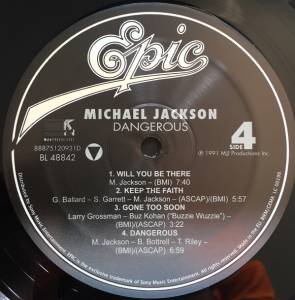 Epic
MICHAEL JACKSON
DANGEROUS
88875120931D
BL 48842
SIDE 4
℗ 1991 MJJ Productions Inc.
1. WILL YOU BE THERE
M. Jackson – (BMI) 7:40
2. KEEP THE FAITH
G. Ballard – S. Garrett – M. Jackson – /(ASCAP)/(BMI) 5:57
3. GONE TOO SOON
Larry Grossman – Buz Kohan ("Buzzie Wuzzie") –
(BMI)/(ASCAP) 3:22
4. DANGEROUS
M. Jackson – B. Bottrell – T. Riley –
(BMI)/(ASCAP) 6:59